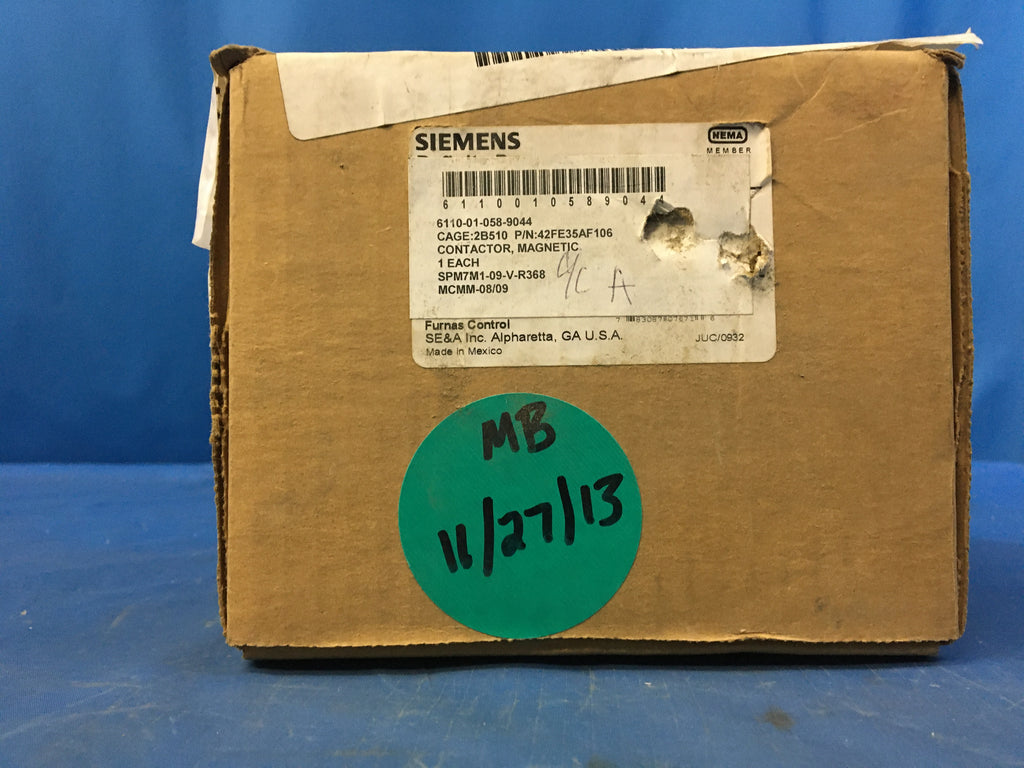 SIEMENS
NEMA
MEMBER
6110010589044
6110-01-058-9044
CAGE:2B510 P/N:42FE35AF106
CONTACTOR, MAGNETIC
1 EACH
SPM7M1-09-V-R368
MCMM-08/09
A
Furnas Control
SE&A Inc. Alpharetta, GA U.S.A.
JUC/0932
Made in Mexico
MB
11/27/13